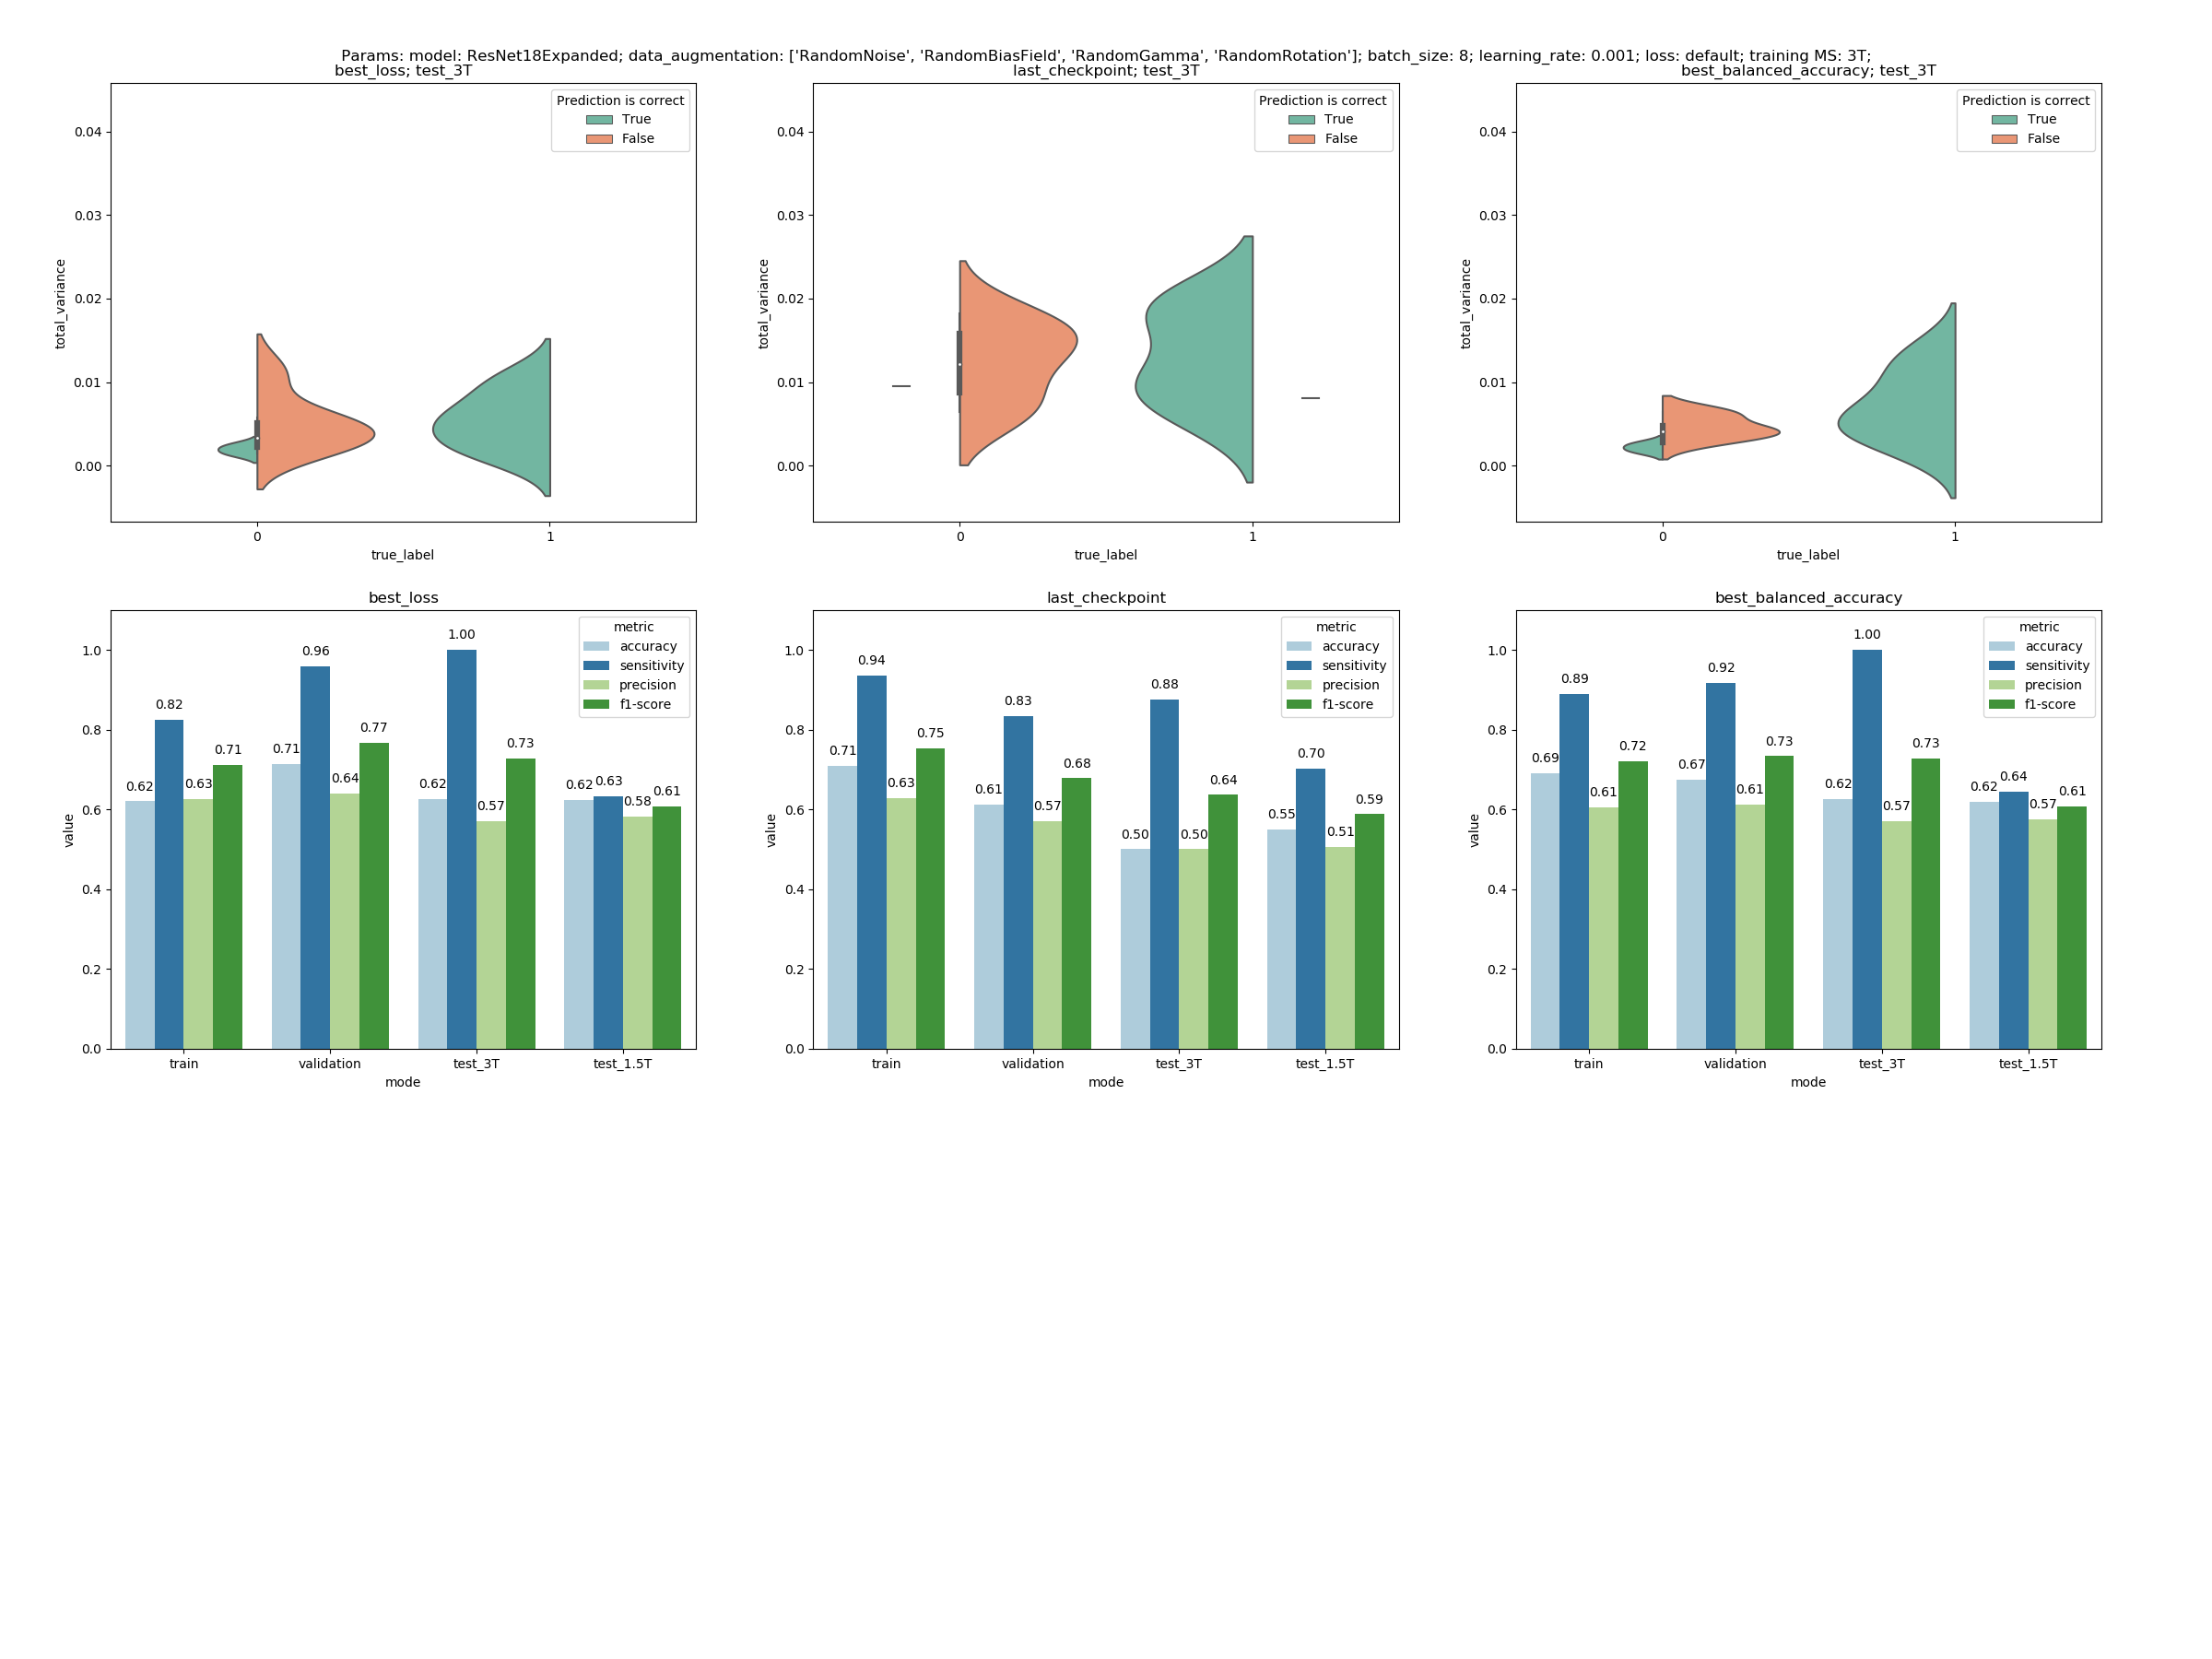 Params: model: ResNet18Expanded; data_augmentation: ['RandomNoise', 'RandomBiasField', 'RandomGamma', 'RandomRotation']; batch_size: 8; learning_rate: 0.001; loss: default; training MS: 3T;
best_loss; test_3T
Prediction is correct
True
False
0.04
0.03
0.02
0.01
0.00
total_variance
0
1
true_label
last_checkpoint; test_3T
Prediction is correct
True
False
0.04
0.03
0.02
0.01
0.00
total_variance
0
1
true_label
best_balanced_accuracy; test_3T
Prediction is correct
True
False
0.04
0.03
0.02
0.01
0.00
total_variance
0
1
true_label
best_loss
metric
accuracy
sensitivity
precision
f1-score
1.0
0.8
0.6
0.4
0.2
0.0
value
0.62
0.82
0.63
0.71
0.71
0.96
0.64
0.77
0.62
1.00
0.57
0.73
0.62
0.63
0.58
0.61
train
validation
test_3T
test_1.5T
mode
last_checkpoint
metric
accuracy
sensitivity
precision
f1-score
1.0
0.8
0.6
0.4
0.2
0.0
value
0.71
0.94
0.63
0.75
0.61
0.83
0.57
0.68
0.50
0.88
0.50
0.64
0.55
0.70
0.51
0.59
train
validation
test_3T
test_1.5T
mode
best_balanced_accuracy
metric
accuracy
sensitivity
precision
f1-score
1.0
0.8
0.6
0.4
0.2
0.0
value
0.69
0.89
0.61
0.72
0.67
0.92
0.61
0.73
0.62
1.00
0.57
0.73
0.62
0.64
0.57
0.61
train
validation
test_3T
test_1.5T
mode